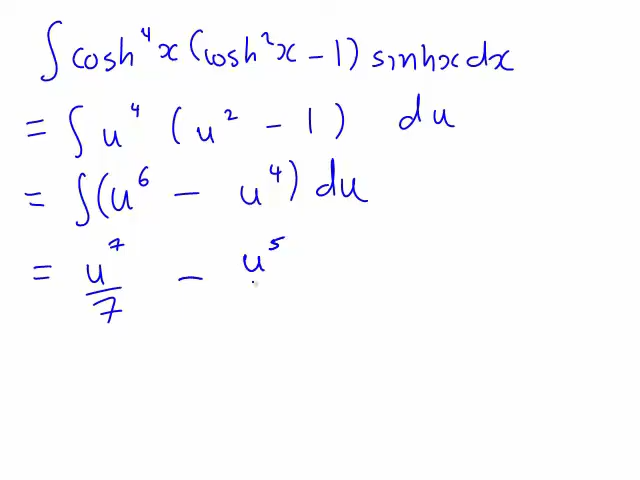 ∫ cosh⁴x (cosh²x − 1) sinhx dx
= ∫ u⁴ (u² − 1) du
= ∫(u⁶ − u⁴) du
= u⁷/7 − u⁵